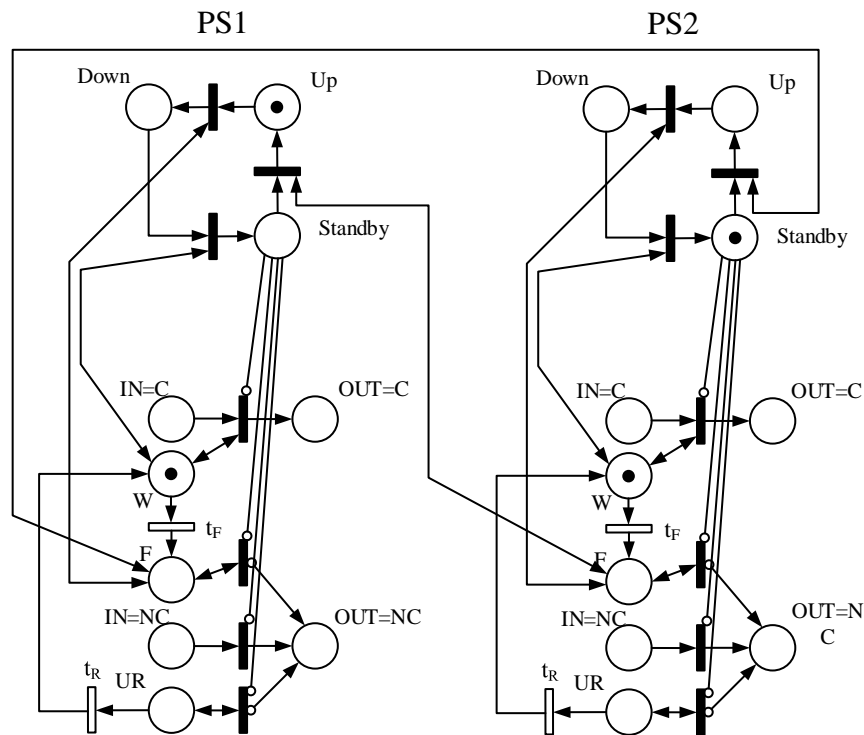 PS1
PS2
Down
Up
Standby
IN=C
OUT=C
W
t_F
F
IN=NC
OUT=NC
t_R
UR
Down
Up
Standby
IN=C
OUT=C
W
t_F
F
IN=NC
OUT=N
C
t_R
UR